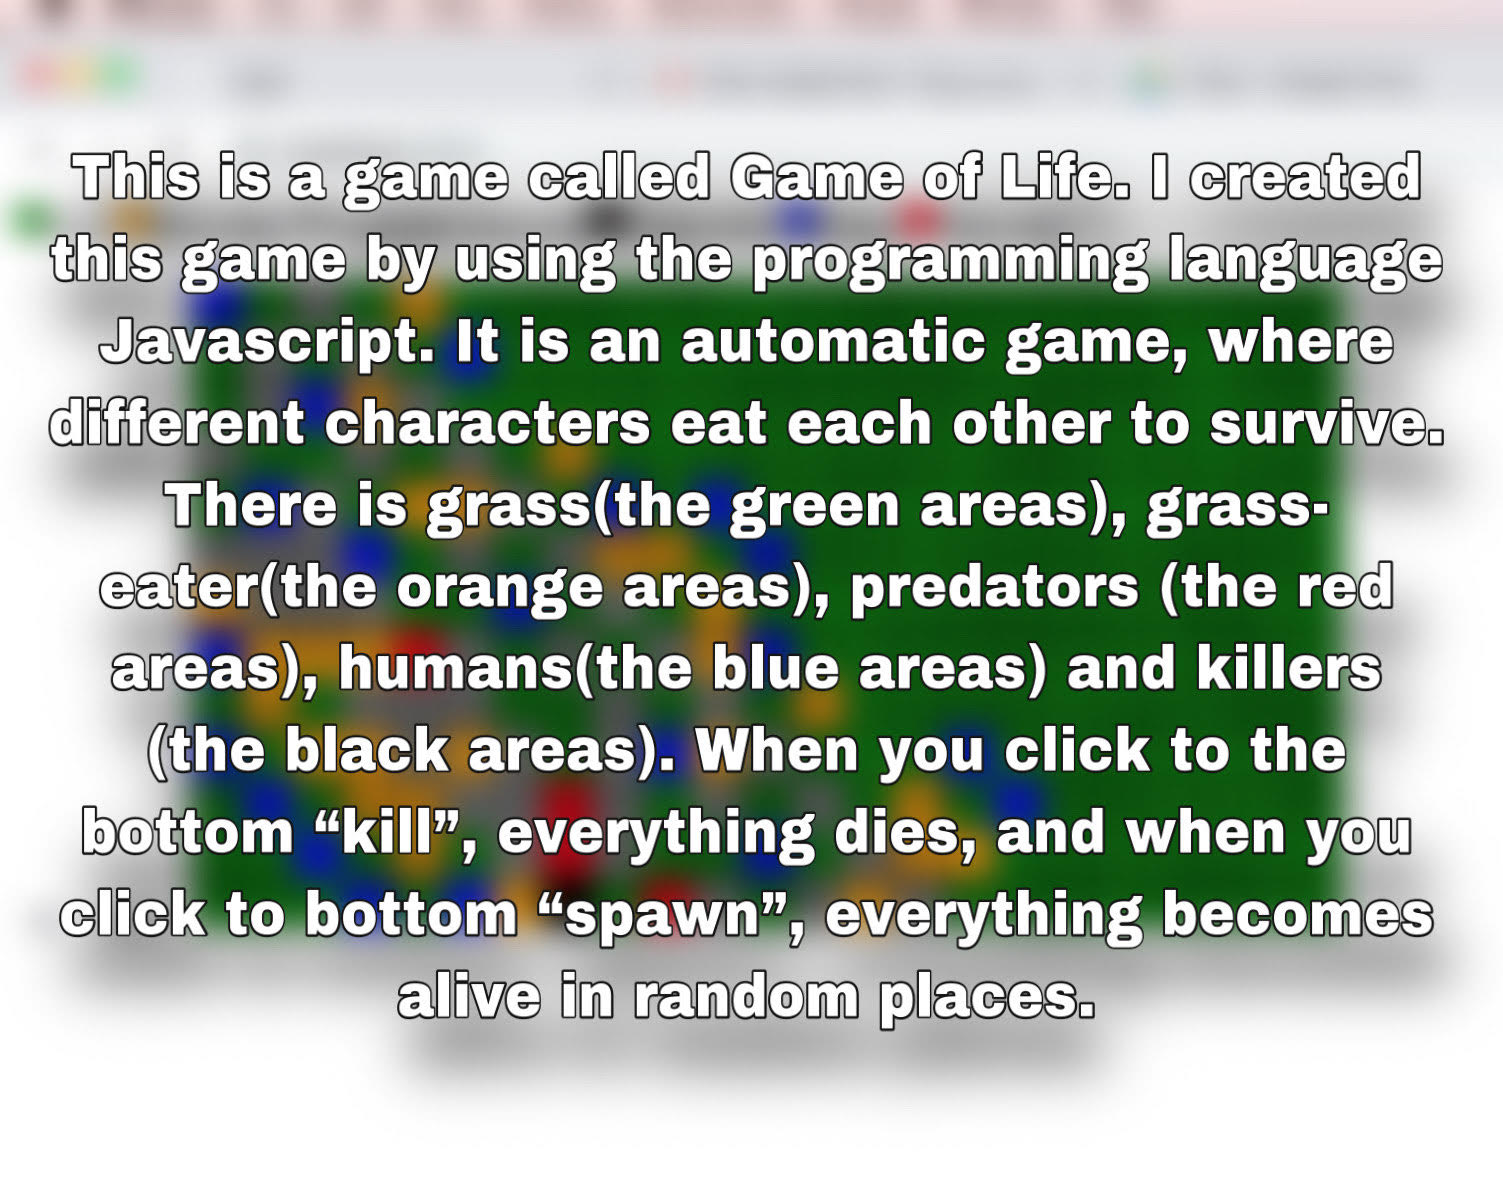 This is a game called Game of Life. I created
this game by using the programming language
Javascript. It is an automatic game, where
different characters eat each other to survive.
There is grass(the green areas), grass-
eater(the orange areas), predators (the red
areas), humans(the blue areas) and killers
(the black areas). When you click to the
bottom “kill”, everything dies, and when you
click to bottom “spawn”, everything becomes
alive in random places.